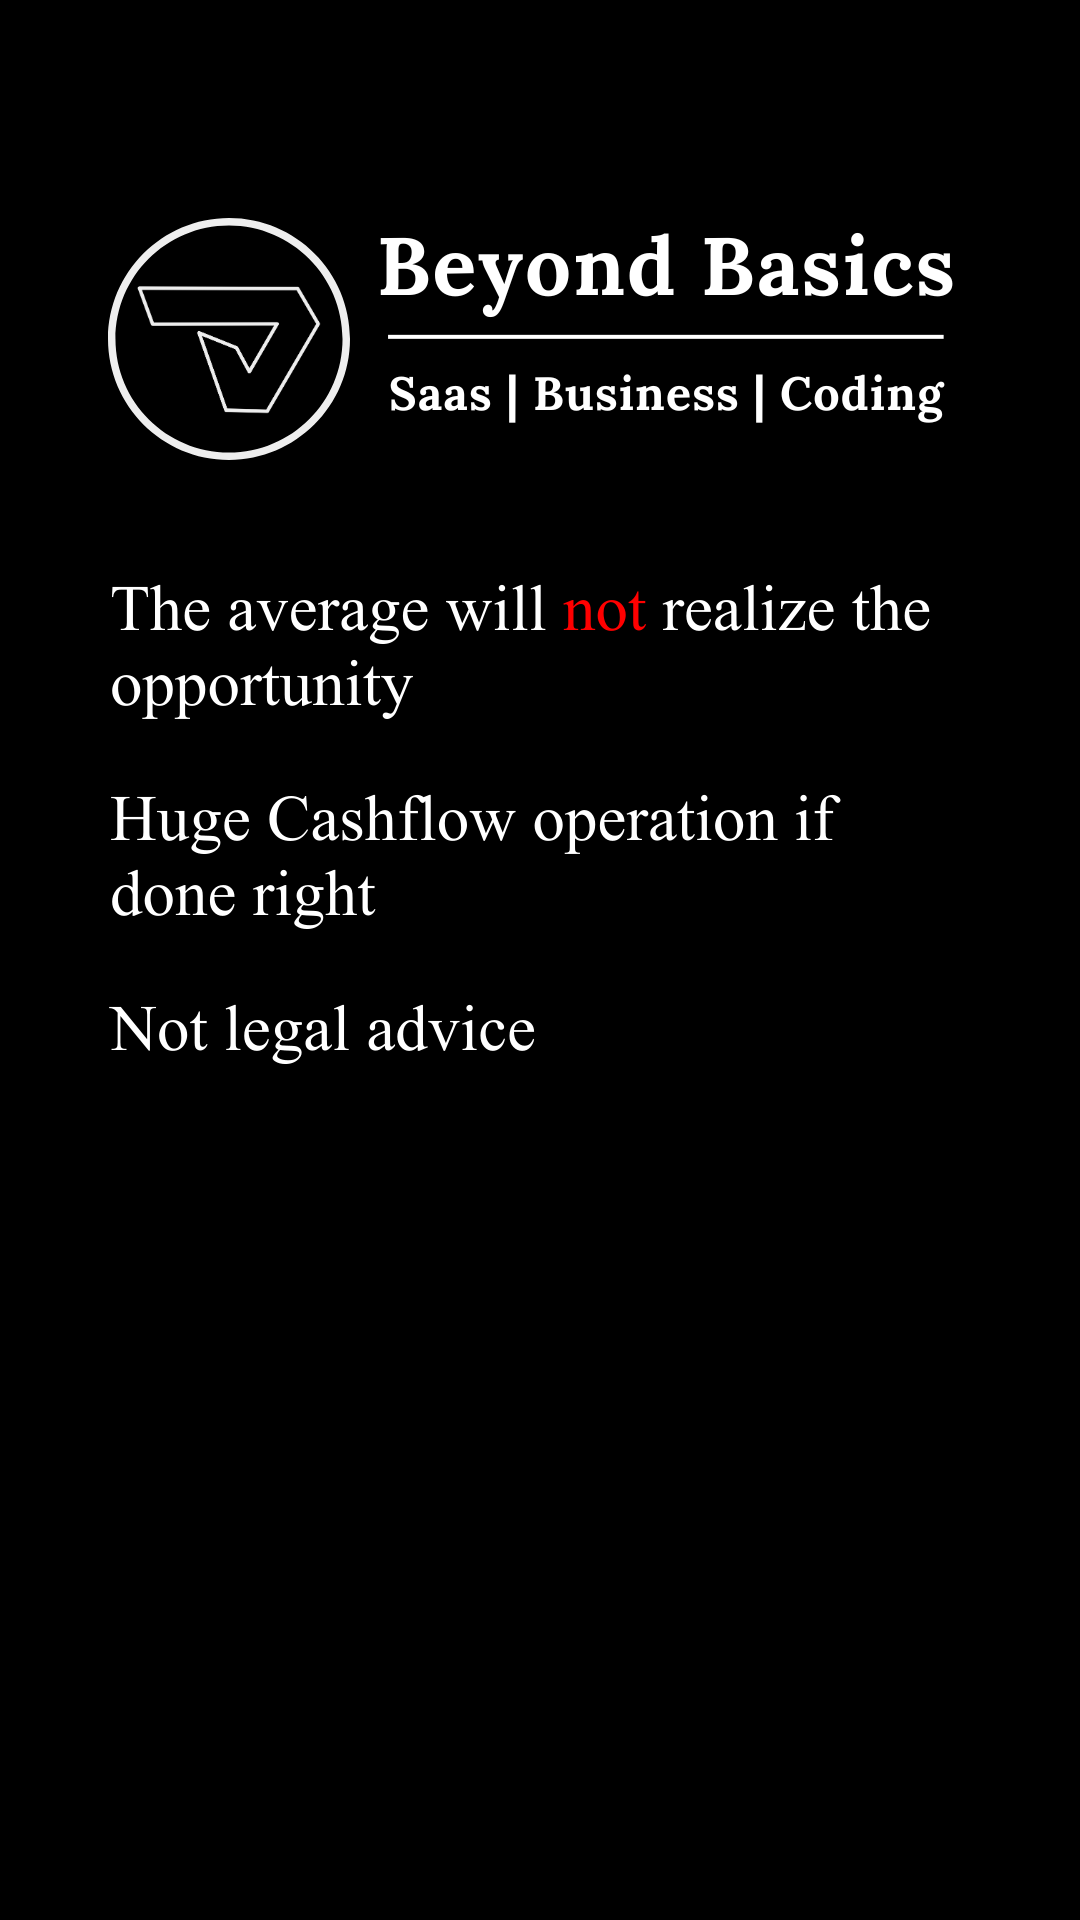 Beyond Basics
Saas | Business | Coding
The average will not realize the
opportunity
Huge Cashflow operation if
done right
Not legal advice